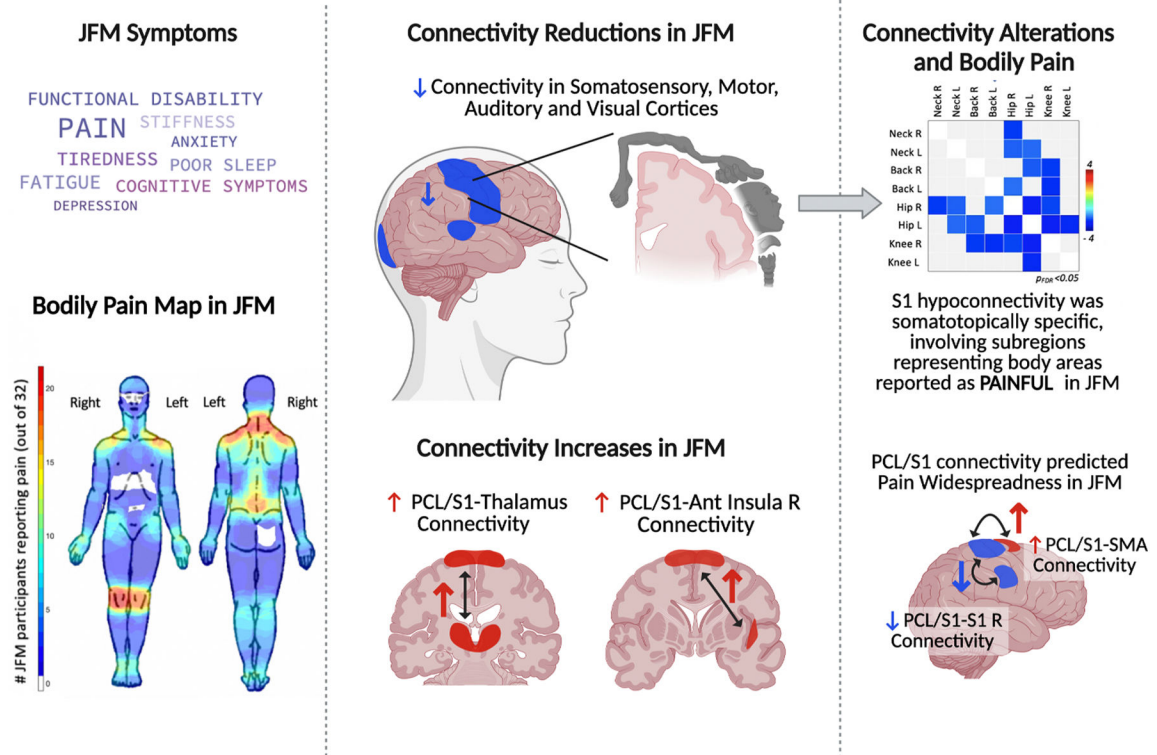 JFM Symptoms
FUNCTIONAL DISABILITY
PAIN STIFFNESS
ANXIETY
TIREDNESS POOR SLEEP
FATIGUE COGNITIVE SYMPTOMS
DEPRESSION
Bodily Pain Map in JFM
# JFM participants reporting pain (out of 32)
20
15
10
5
0
Right Left Left Right
Connectivity Reductions in JFM
↓ Connectivity in Somatosensory, Motor,
Auditory and Visual Cortices
Connectivity Increases in JFM
↑ PCL/S1-Thalamus
Connectivity
↑ PCL/S1-Ant Insula R
Connectivity
Connectivity Alterations
and Bodily Pain
Neck R
Neck L
Back R
Back L
Hip R
Hip L
Knee R
Knee L
Neck R
Neck L
Back R
Back L
Hip R
Hip L
Knee R
Knee L
4
- 4
pFDR <0.05
S1 hypoconnectivity was
somatotopically specific,
involving subregions
representing body areas
reported as PAINFUL in JFM
PCL/S1 connectivity predicted
Pain Widespreadness in JFM
↑ PCL/S1-SMA
Connectivity
↓ PCL/S1-S1 R
Connectivity